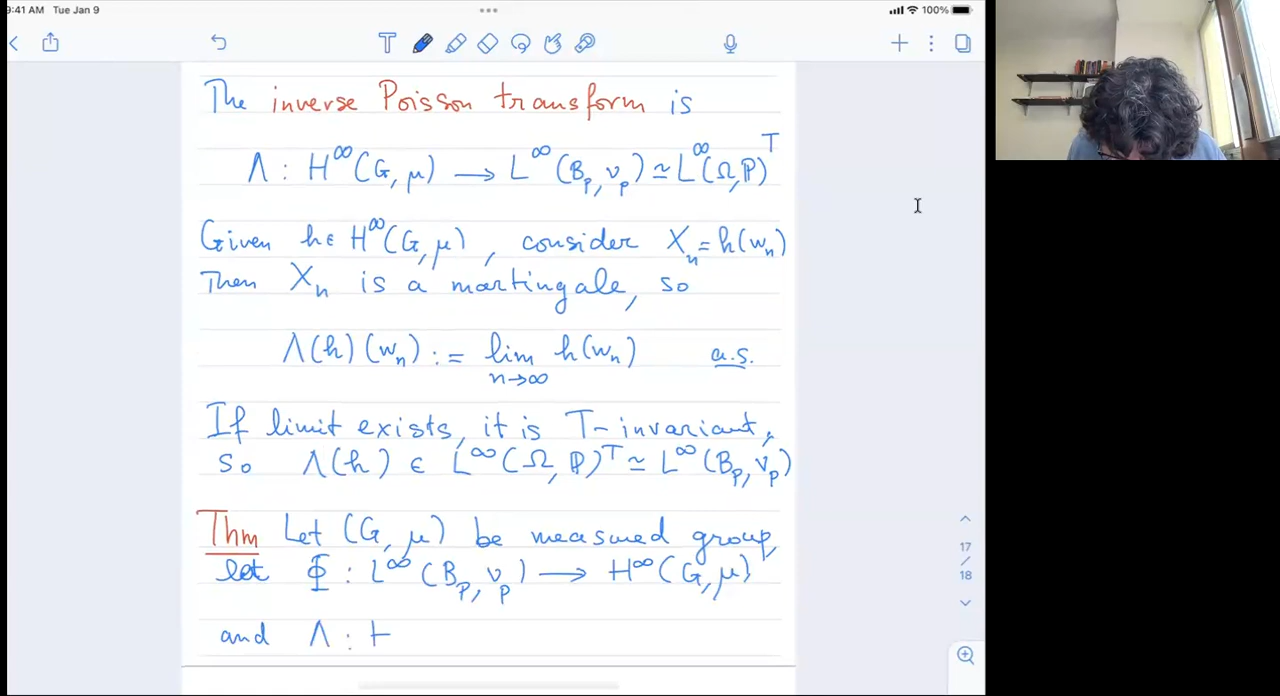 9:41 AM Tue Jan 9
100%
The inverse Poisson transform is
Λ : H^∞(G, μ) → L^∞(B_p, ν_p) ≃ L^∞(Ω, ℙ)^T
Given h ∈ H^∞(G, μ), consider X_n = h(w_n)
Then X_n is a martingale, so
Λ(h)(w_n) := lim_{n→∞} h(w_n) a.s.
If limit exists, it is T-invariant,
so Λ(h) ∈ L^∞(Ω, ℙ)^T ≃ L^∞(B_p, ν_p)
Thm Let (G, μ) be measured group,
let Φ : L^∞(B_p, ν_p) → H^∞(G, μ)
and Λ :
17
/
18